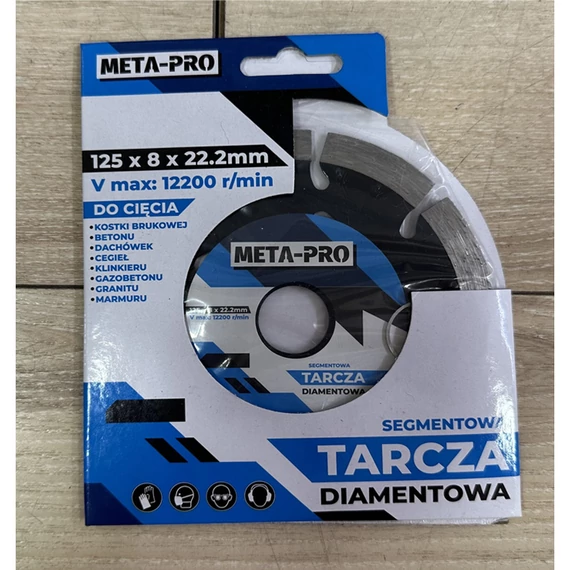 META-PRO
125 x 8 x 22.2mm
V max: 12200 r/min
DO CIĘCIA
•KOSTKI BRUKOWEJ
•BETONU
•DACHÓWEK
•CEGIEŁ
•KLINKIERU
•GAZOBETONU
•GRANITU
•MARMURU
META-PRO
125 x 8 x 22.2mm
V max: 12200 r/min
SEGMENTOWA
TARCZA
DIAMENTOWA
SEGMENTOWA
TARCZA
DIAMENTOWA